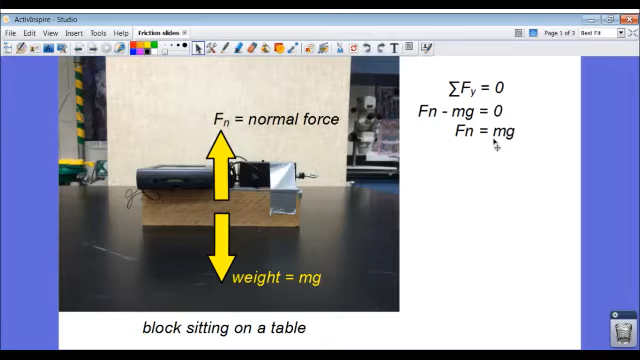 ActivInspire - Studio
File Edit View Insert Tools Help
Friction slides
Page 1 of 3
Best Fit
∑Fy = 0
Fn - mg = 0
Fn = mg
Fn = normal force
weight = mg
block sitting on a table